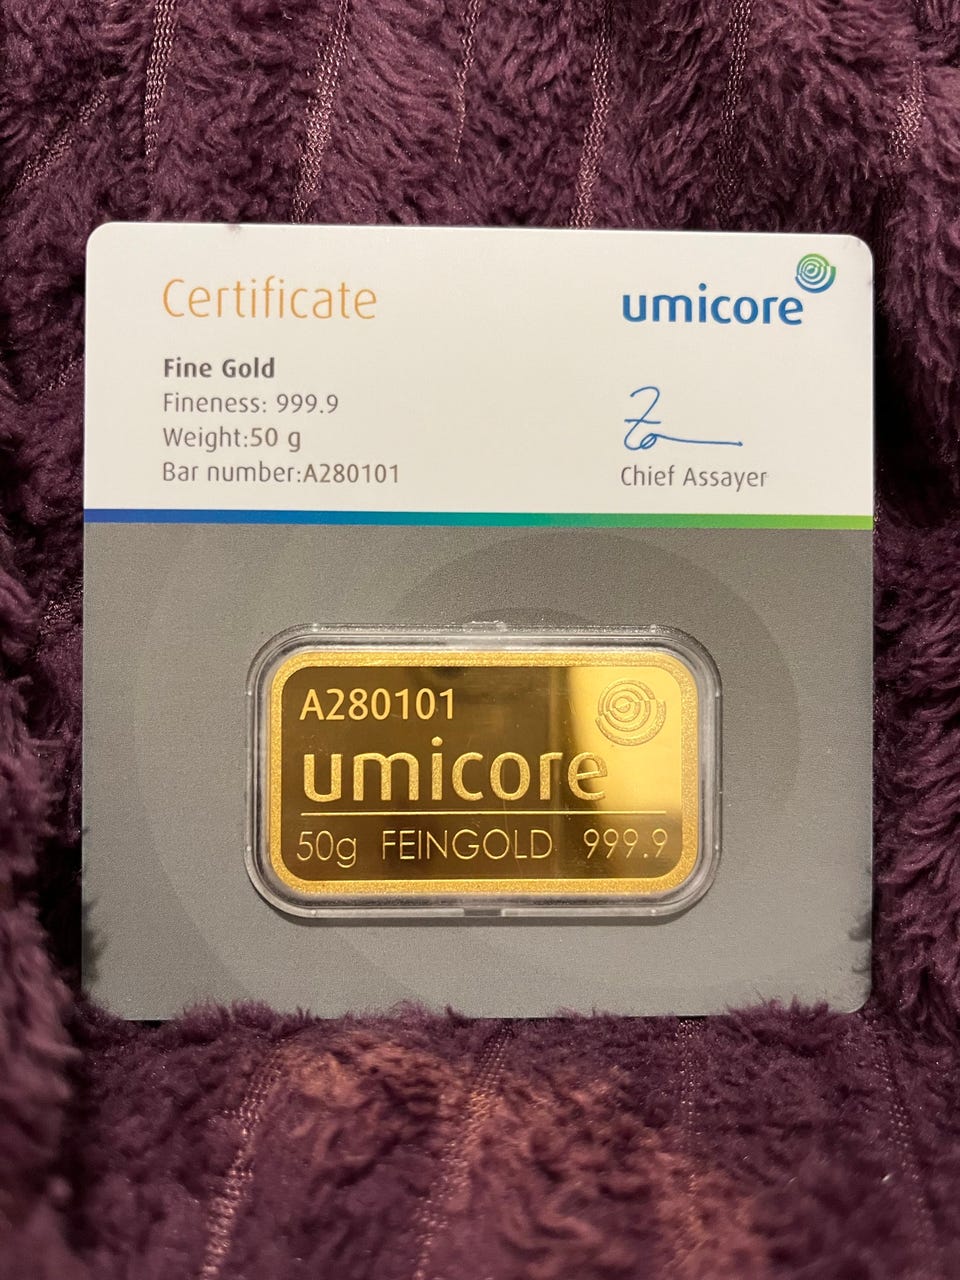 Certificate
umicore
Fine Gold
Fineness: 999.9
Weight:50 g
Bar number:A280101
Chief Assayer
A280101
umicore
50g FEINGOLD 999.9